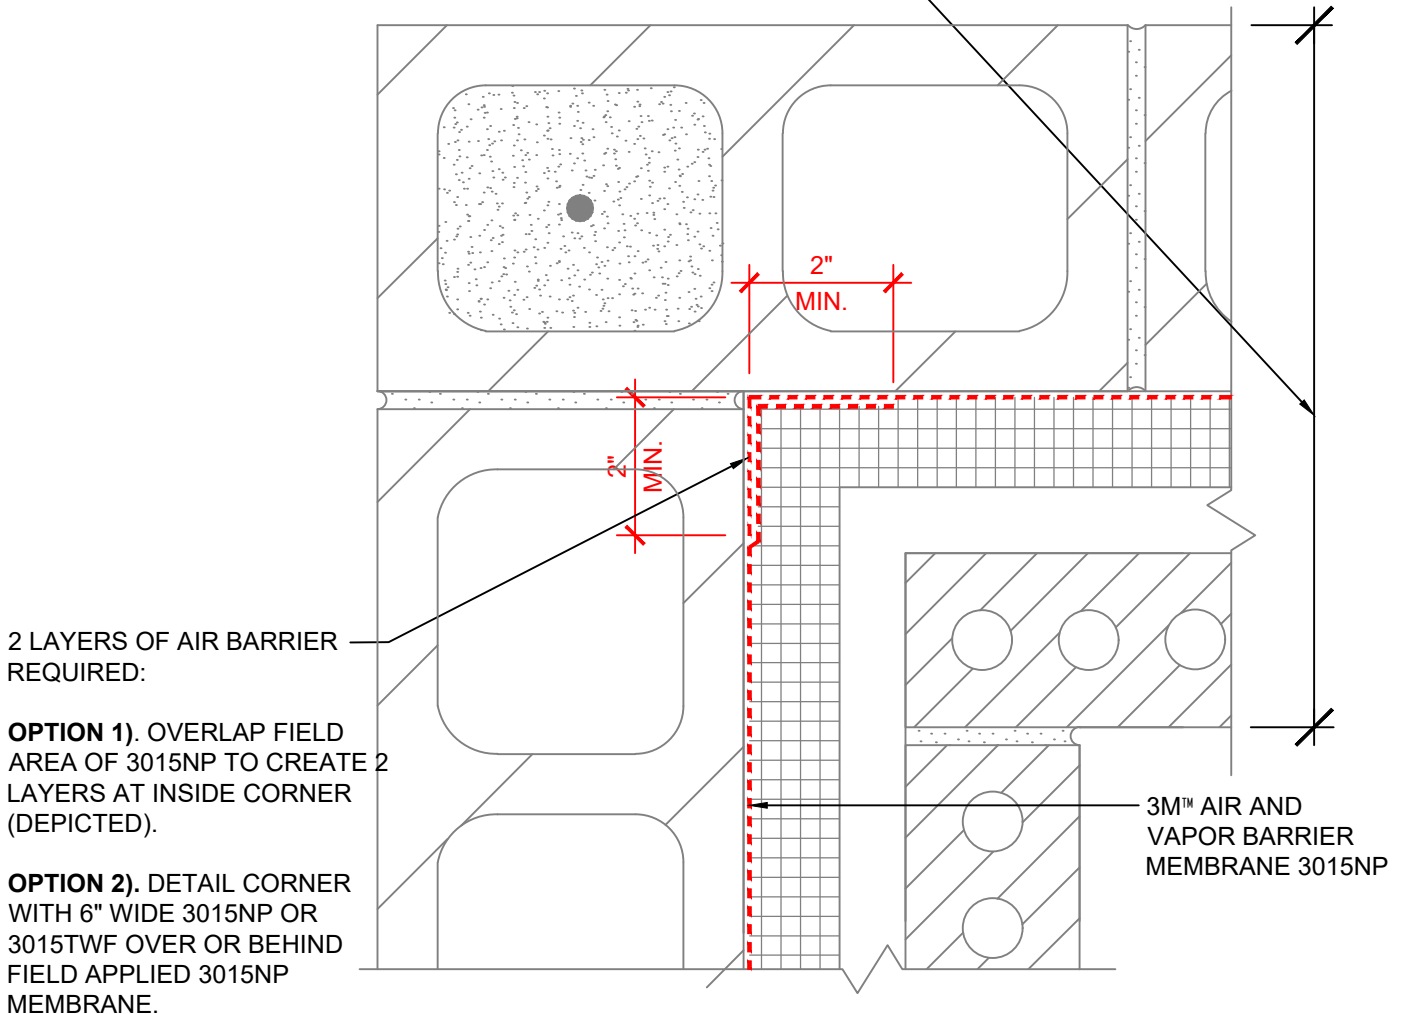 2"
MIN.
2"
MIN.
2 LAYERS OF AIR BARRIER
REQUIRED:
OPTION 1). OVERLAP FIELD
AREA OF 3015NP TO CREATE 2
LAYERS AT INSIDE CORNER
(DEPICTED).
OPTION 2). DETAIL CORNER
WITH 6" WIDE 3015NP OR
3015TWF OVER OR BEHIND
FIELD APPLIED 3015NP
MEMBRANE.
3M™ AIR AND
VAPOR BARRIER
MEMBRANE 3015NP